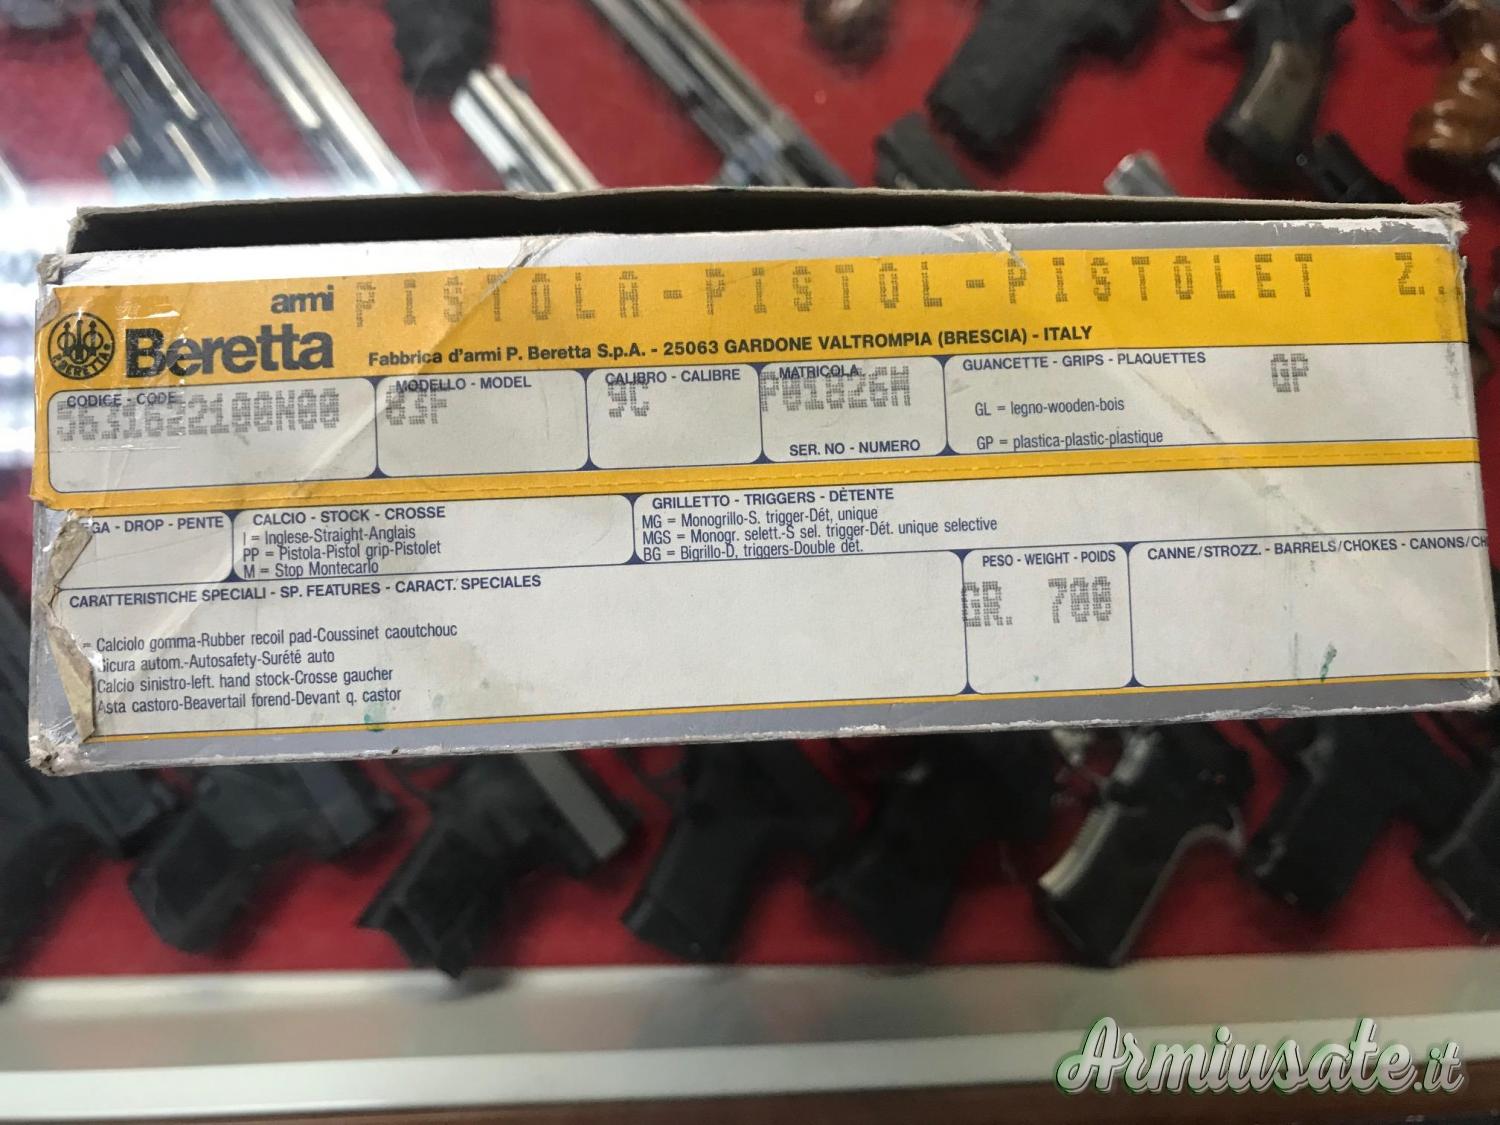 PISTOLA-PISTOL-PISTOLET Z.
armi
Beretta
BERETTA
Fabbrica d'armi P. Beretta S.p.A. - 25063 GARDONE VALTROMPIA (BRESCIA) - ITALY
CODICE - CODE
5631622100N00
MODELLO - MODEL
83F
CALIBRO - CALIBRE
9C
MATRICOLA
P01826M
SER. NO - NUMERO
GUANCETTE - GRIPS - PLAQUETTES
GP
GL = legno-wooden-bois
GP = plastica-plastic-plastique
EGA - DROP - PENTE
CALCIO - STOCK - CROSSE
I = Inglese-Straight-Anglais
PP = Pistola-Pistol grip-Pistolet
M = Stop Montecarlo
GRILLETTO - TRIGGERS - DÈTENTE
MG = Monogrillo-S. trigger-Dét, unique
MGS = Monogr. selett.-S sel. trigger-Dét. unique selective
BG = Bigrillo-D, triggers-Double dét.
CARATTERISTICHE SPECIALI - SP. FEATURES - CARACT. SPECIALES
= Calciolo gomma-Rubber recoil pad-Coussinet caoutchouc
Sicura autom.-Autosafety-Surété auto
Calcio sinistro-left. hand stock-Crosse gaucher
Asta castoro-Beavertail forend-Devant q. castor
PESO - WEIGHT - POIDS
GR. 700
CANNE/STROZZ. - BARRELS/CHOKES - CANONS/CH
Armiusate.it